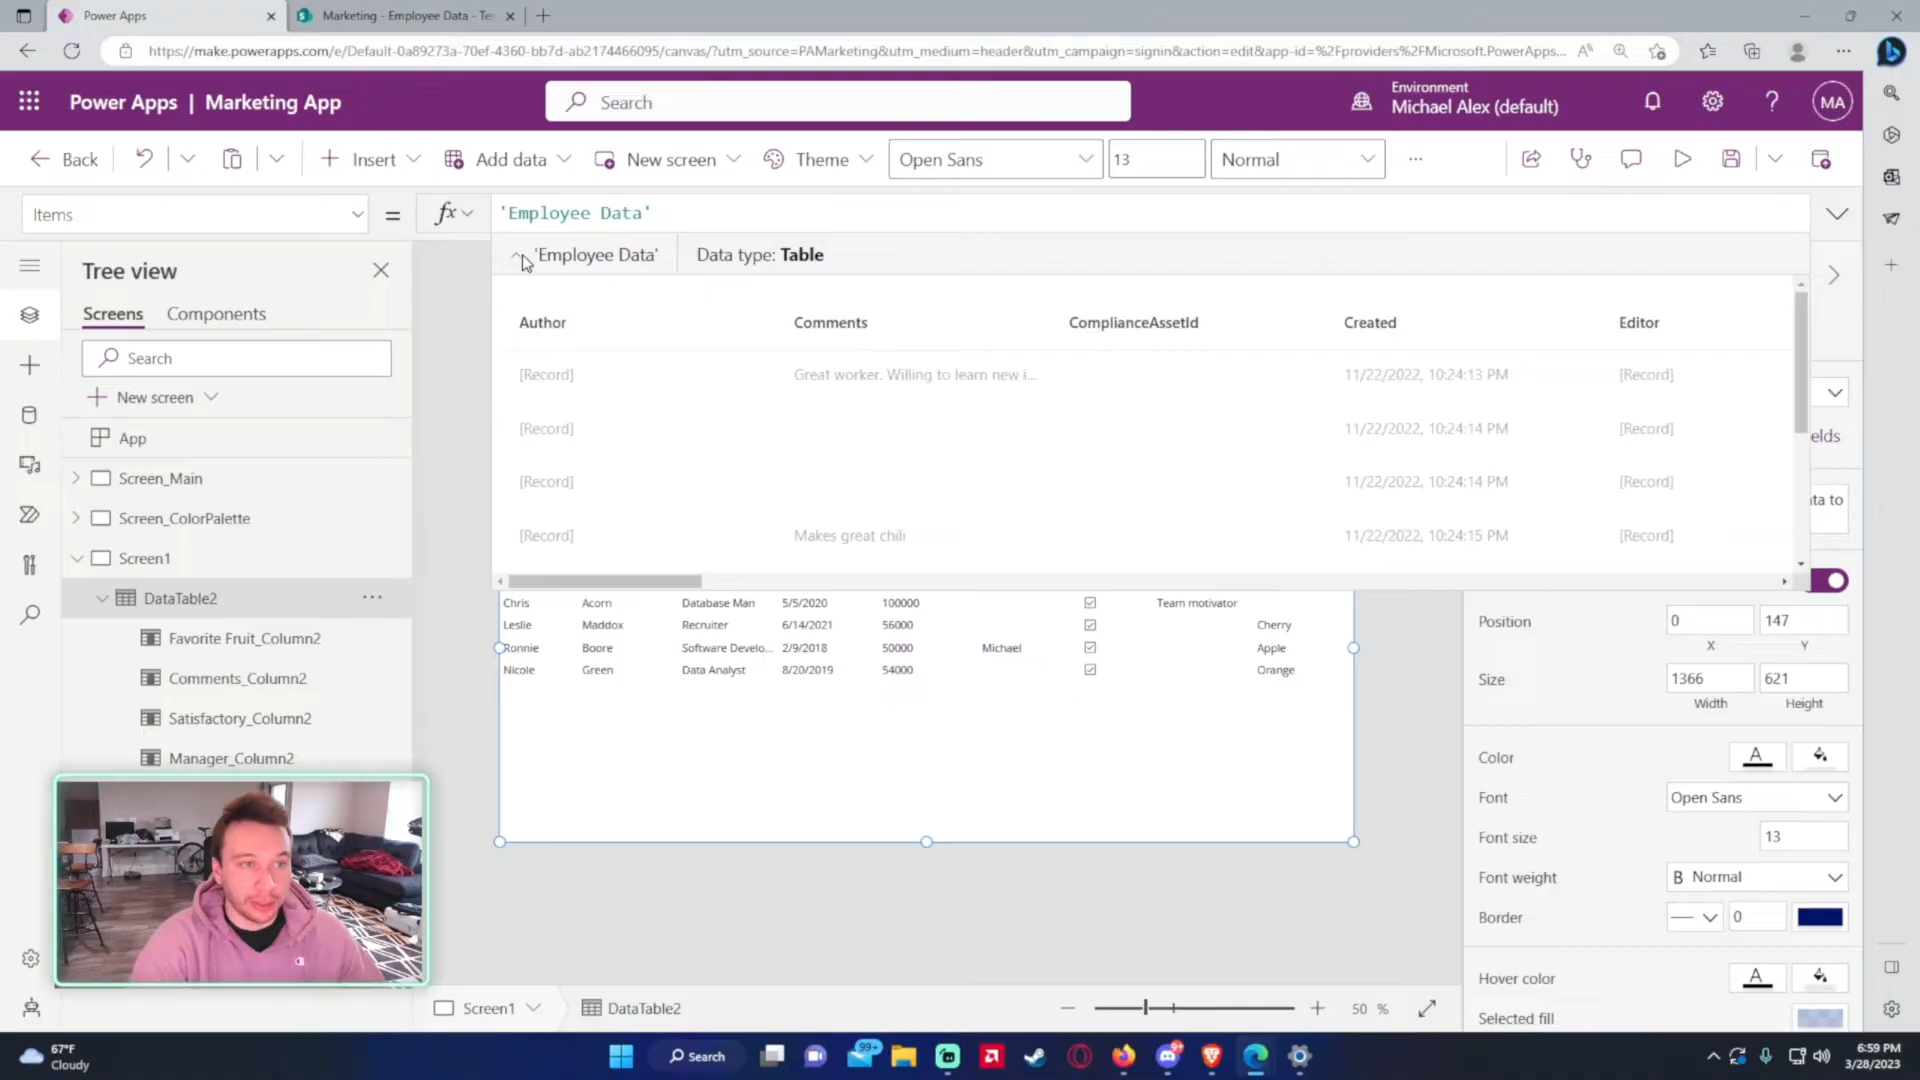 Power Apps
Marketing - Employee Data - Te
https://make.powerapps.com/e/Default-0a89273a-70ef-4360-bb7d-ab2174466095/canvas/?utm_source=PAMarketing&utm_medium=header&utm_campaign=signin&action=edit&app-id=%2Fproviders%2FMicrosoft.PowerApps...
Power Apps | Marketing App
Search
Environment
Michael Alex (default)
?
MA
Back
Insert
Add data
New screen
Theme
Open Sans
13
Normal
...
Items
=
fx
'Employee Data'
'Employee Data'
Data type: Table
Tree view
Screens
Components
Search
New screen
App
Screen_Main
Screen_ColorPalette
Screen1
DataTable2
...
Favorite Fruit_Column2
Comments_Column2
Satisfactory_Column2
Manager_Column2
Author Comments ComplianceAssetId Created Editor
[Record] Great worker. Willing to learn new i... 11/22/2022, 10:24:13 PM [Record]
[Record] 11/22/2022, 10:24:14 PM [Record]
[Record] 11/22/2022, 10:24:14 PM [Record]
[Record] Makes great chili 11/22/2022, 10:24:15 PM [Record]
Chris Acorn Database Man 5/5/2020 100000 Team motivator
Leslie Maddox Recruiter 6/14/2021 56000 Cherry
Ronnie Boore Software Develo... 2/9/2018 50000 Michael Apple
Nicole Green Data Analyst 8/20/2019 54000 Orange
elds
ta to
Position
0
147
X
Y
Size
1366
621
Width
Height
Color
A
Font
Open Sans
Font size
13
Font weight
B Normal
Border
0
Hover color
A
Selected fill
Screen1
DataTable2
50 %
67°F
Cloudy
Search
99+
6:59 PM
3/28/2023